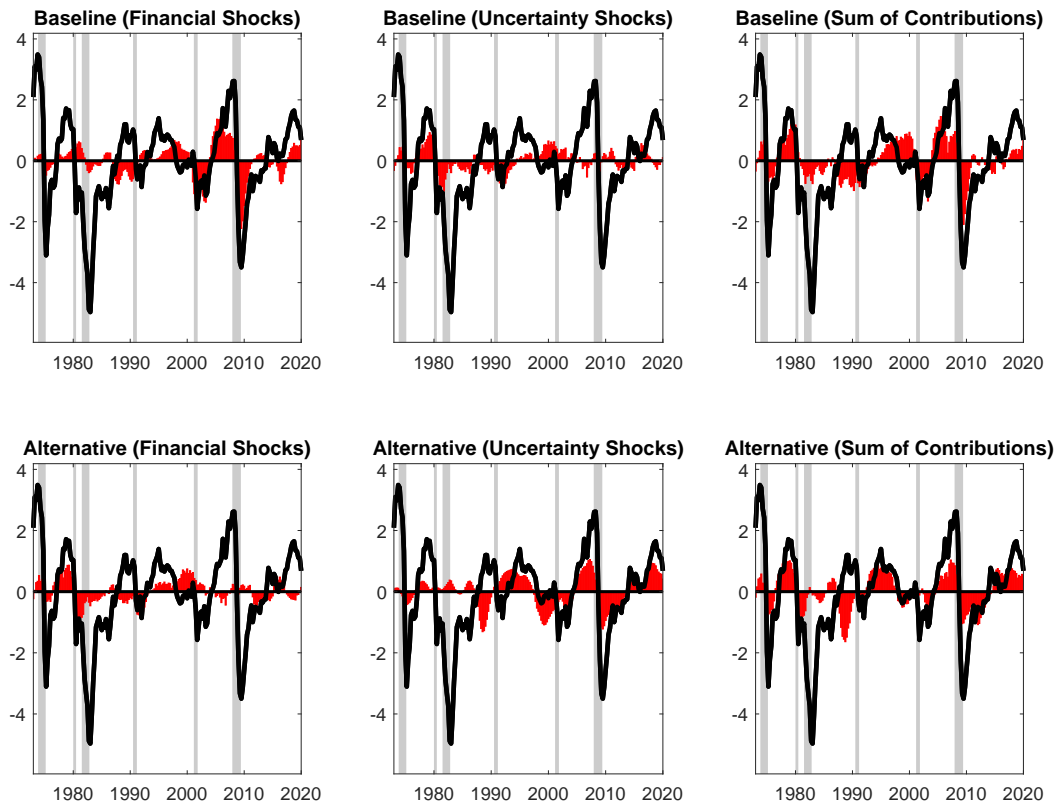 Baseline (Financial Shocks)
Baseline (Uncertainty Shocks)
Baseline (Sum of Contributions)
4
2
0
-2
-4
1980 1990 2000 2010 2020
4
2
0
-2
-4
1980 1990 2000 2010 2020
4
2
0
-2
-4
1980 1990 2000 2010 2020
Alternative (Financial Shocks)
Alternative (Uncertainty Shocks)
Alternative (Sum of Contributions)
4
2
0
-2
-4
1980 1990 2000 2010 2020
4
2
0
-2
-4
1980 1990 2000 2010 2020
4
2
0
-2
-4
1980 1990 2000 2010 2020